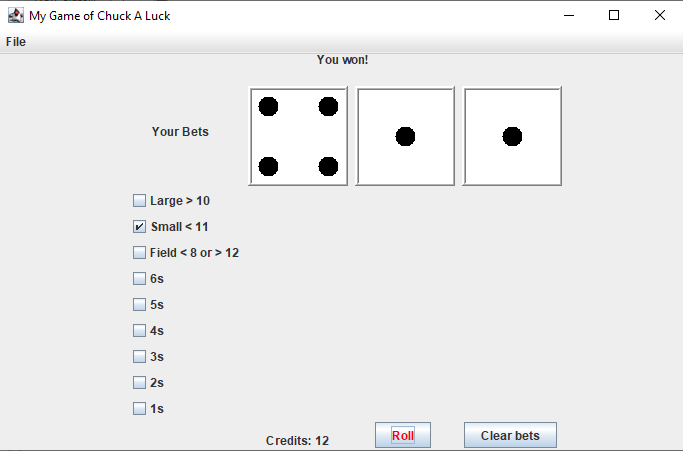 My Game of Chuck A Luck
File
You won!
Your Bets
Large > 10
Small < 11
Field < 8 or > 12
6s
5s
4s
3s
2s
1s
Credits: 12
Roll
Clear bets